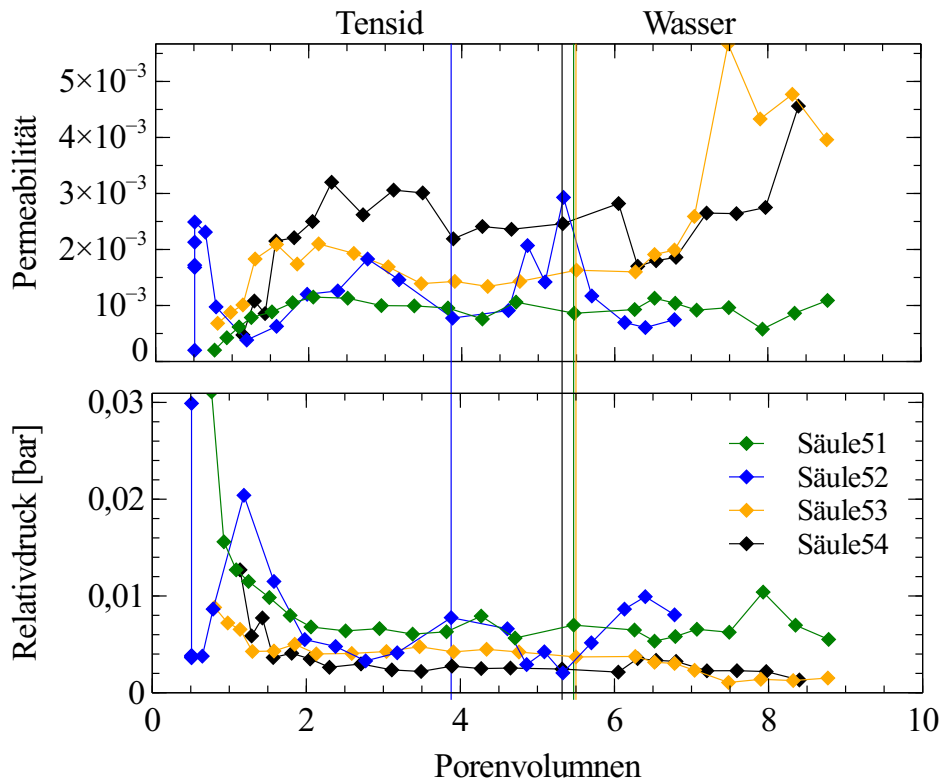 Tensid Wasser
5×10⁻³
4×10⁻³
3×10⁻³
2×10⁻³
10⁻³
0
Permeabilität
0,03
0,02
0,01
0
Relativdruck [bar]
Säule51
Säule52
Säule53
Säule54
0 2 4 6 8 10
Porenvolumnen